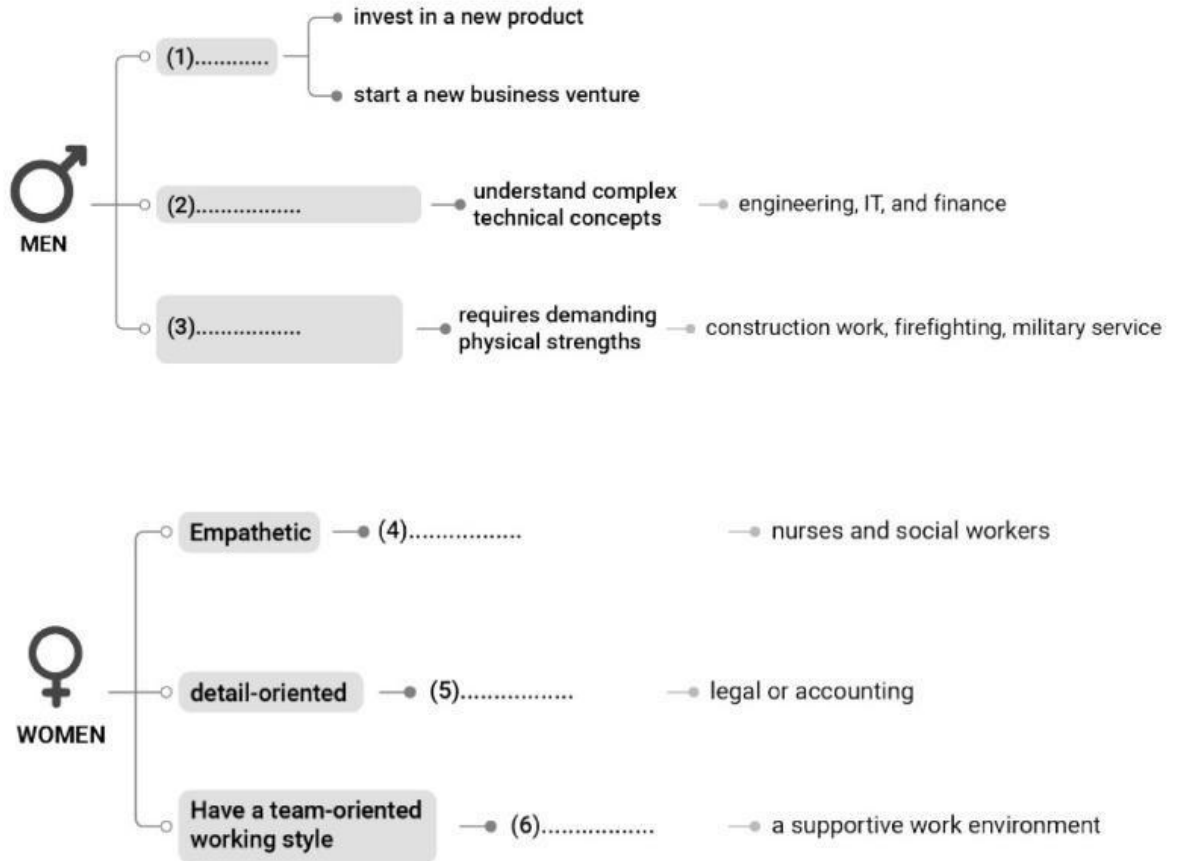 invest in a new product
(1)............
start a new business venture
MEN
(2).................
understand complex
technical concepts
engineering, IT, and finance
(3).................
requires demanding
physical strengths
construction work, firefighting, military service
Empathetic
(4).................
nurses and social workers
WOMEN
detail-oriented
(5).................
legal or accounting
Have a team-oriented
working style
(6).................
a supportive work environment